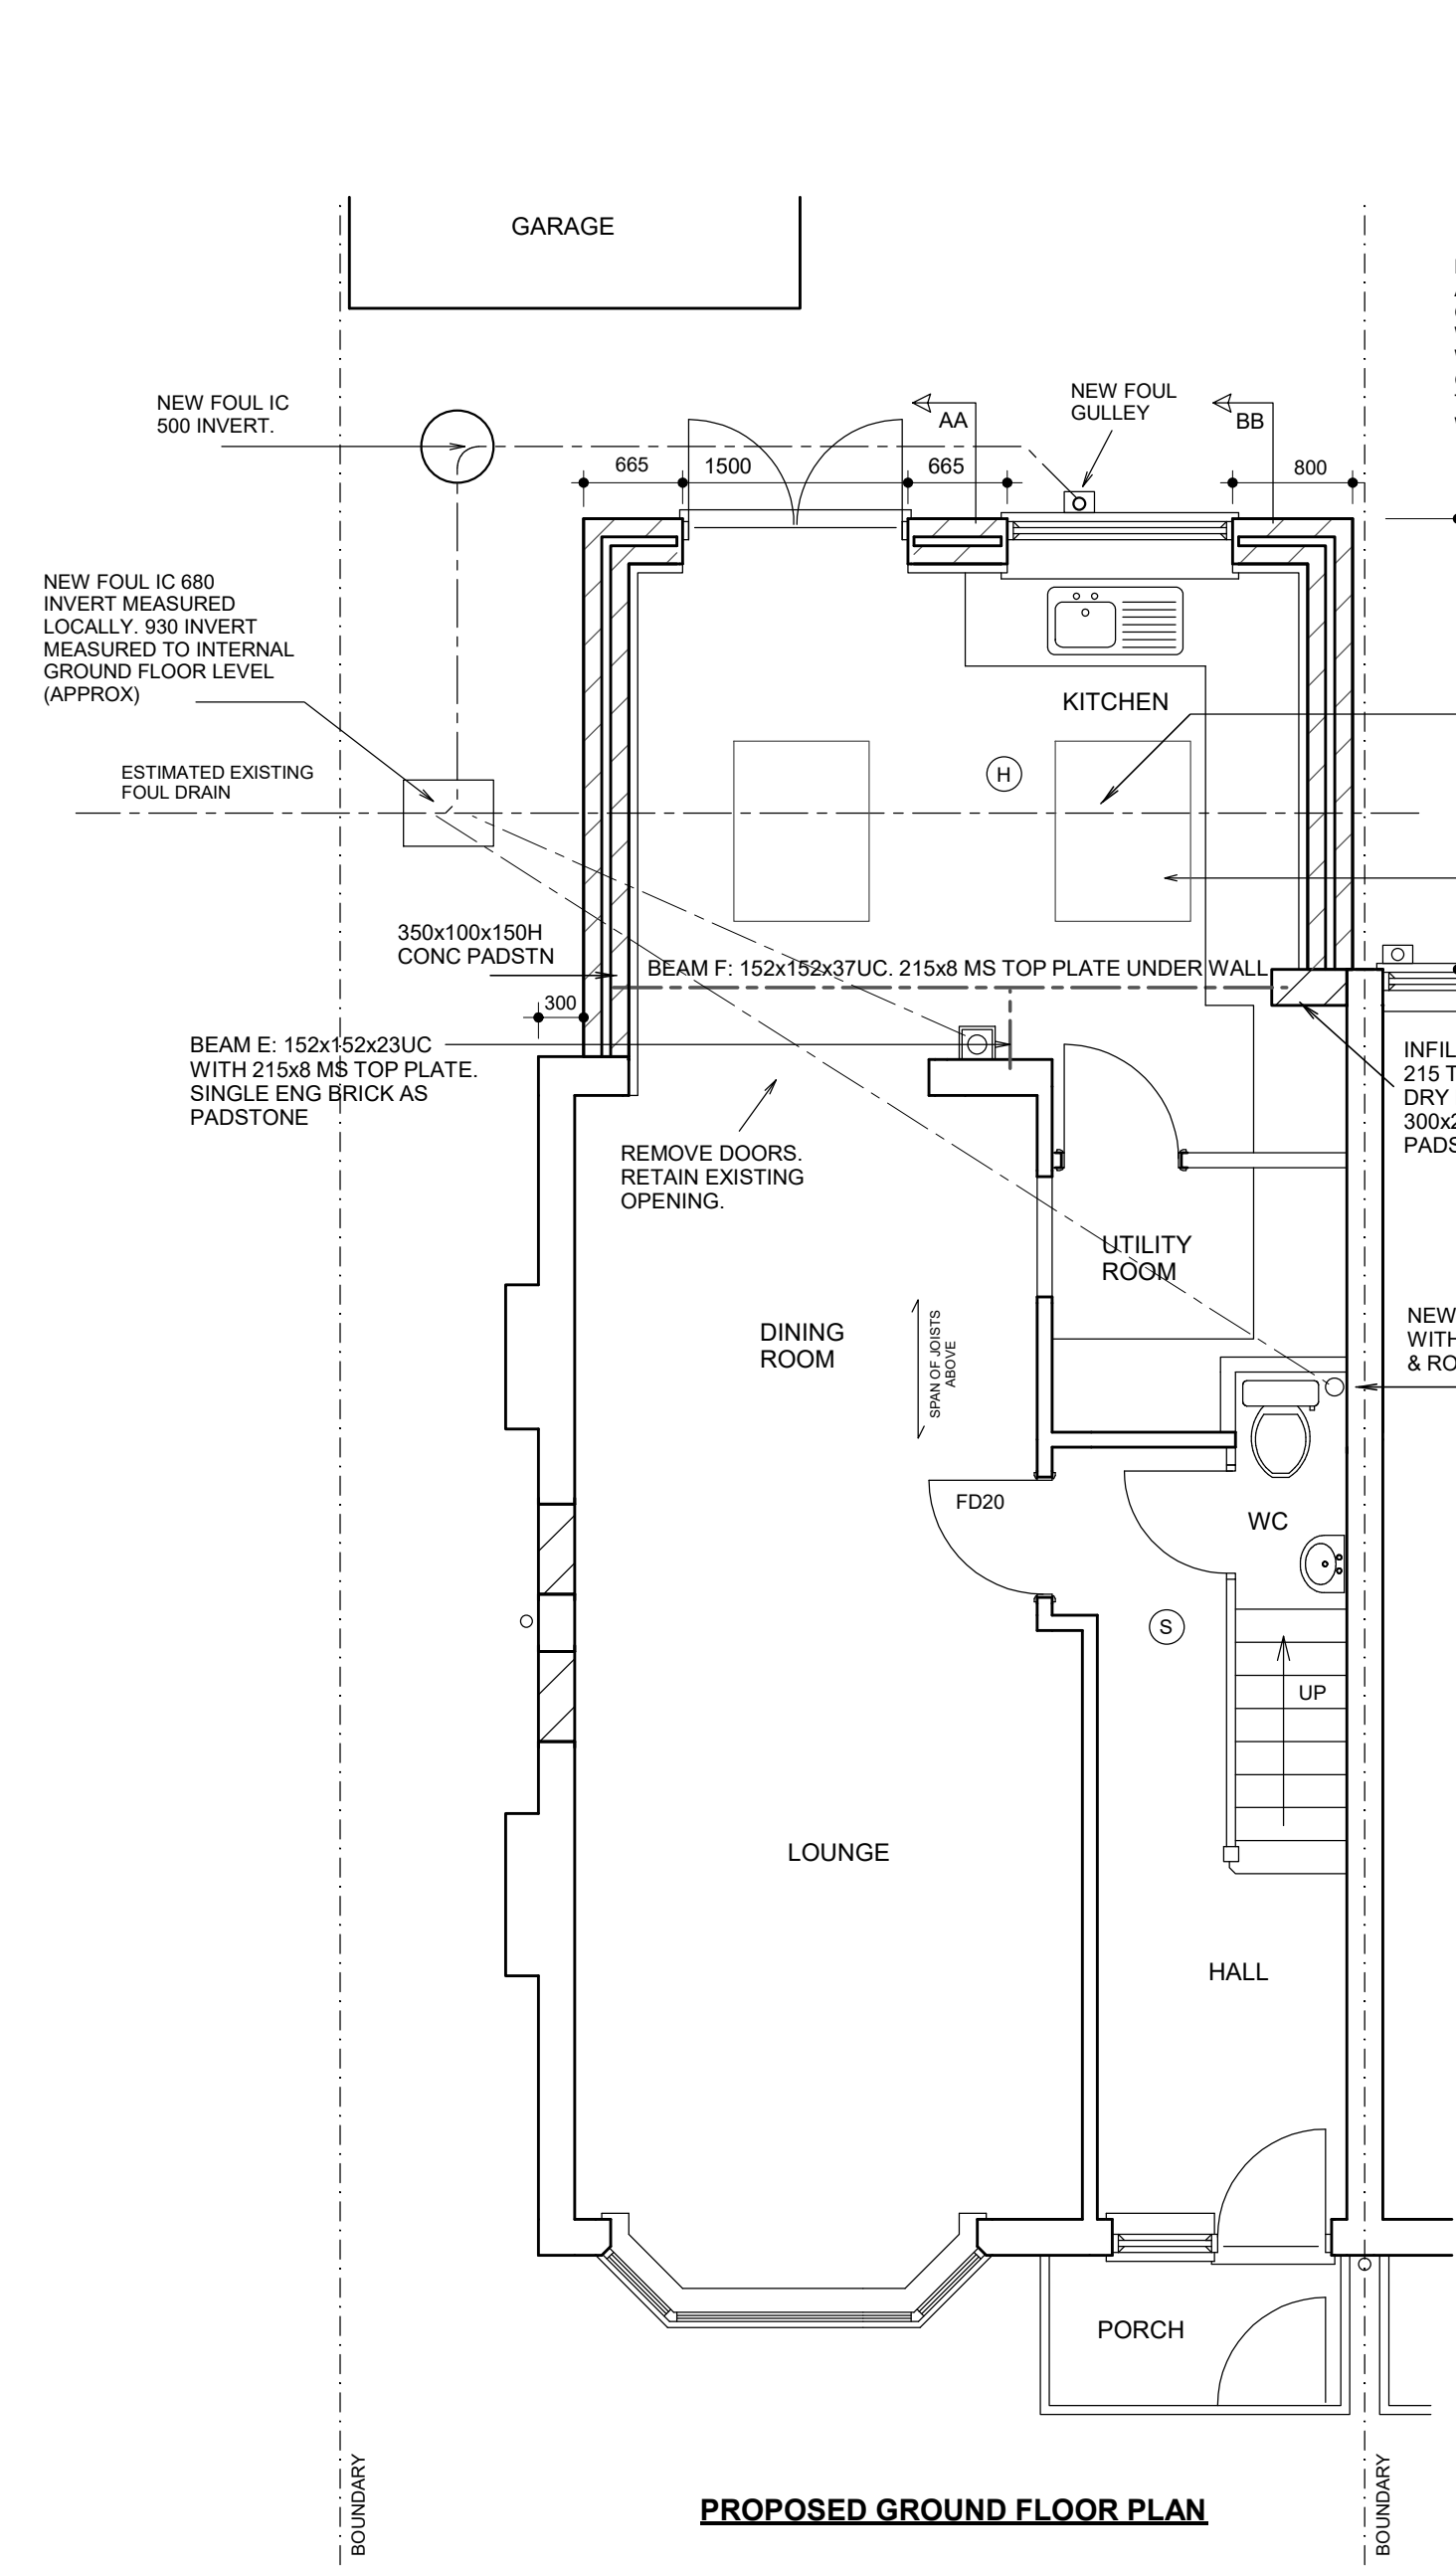 GARAGE
NEW FOUL IC
500 INVERT.
NEW FOUL
GULLEY
AA
BB
665
1500
665
800
NEW FOUL IC 680
INVERT MEASURED
LOCALLY. 930 INVERT
MEASURED TO INTERNAL
GROUND FLOOR LEVEL
(APPROX)
KITCHEN
H
ESTIMATED EXISTING
FOUL DRAIN
350x100x150H
CONC PADSTN
BEAM F: 152x152x37UC. 215x8 MS TOP PLATE UNDER WALL
300
BEAM E: 152x152x23UC
WITH 215x8 MS TOP PLATE.
SINGLE ENG BRICK AS
PADSTONE
INFIL
215 T
DRY
300x2
PADS
REMOVE DOORS.
RETAIN EXISTING
OPENING.
UTILITY
ROOM
DINING
ROOM
SPAN OF JOISTS
ABOVE
NEW
WITH
& RO
FD20
WC
S
UP
LOUNGE
HALL
PORCH
BOUNDARY
BOUNDARY
PROPOSED GROUND FLOOR PLAN